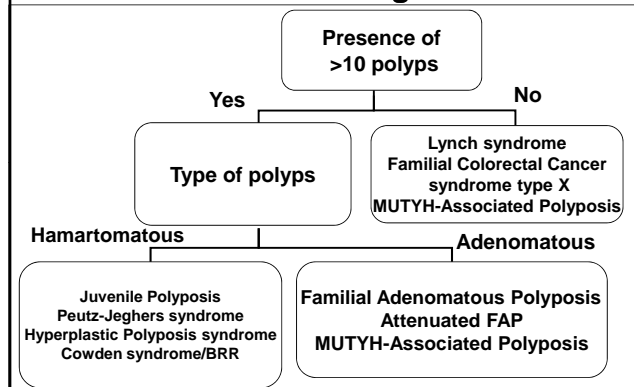 Presence of
>10 polyps
Yes
No
Type of polyps
Lynch syndrome
Familial Colorectal Cancer
syndrome type X
MUTYH-Associated Polyposis
Hamartomatous
Adenomatous
Juvenile Polyposis
Peutz-Jeghers syndrome
Hyperplastic Polyposis syndrome
Cowden syndrome/BRR
Familial Adenomatous Polyposis
Attenuated FAP
MUTYH-Associated Polyposis